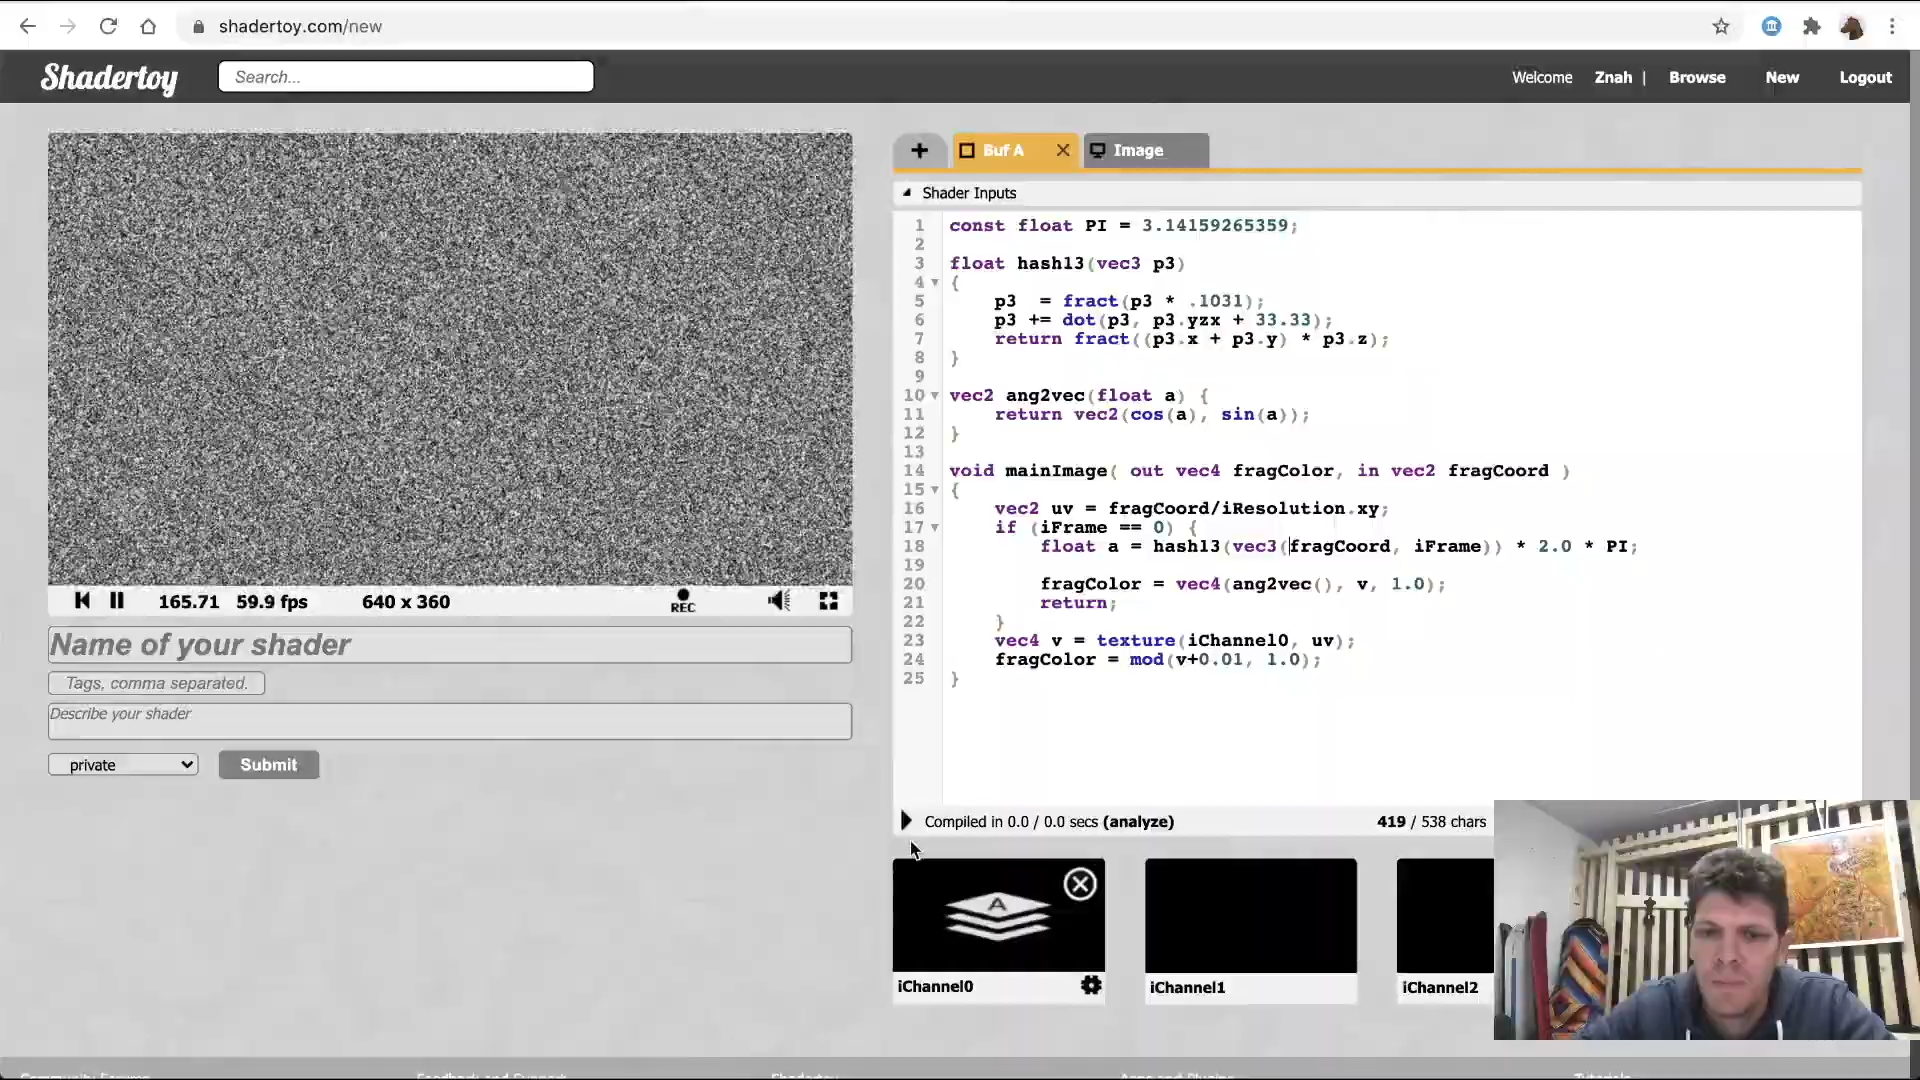 shadertoy.com/new
Shadertoy
Search...
Welcome Znah | Browse New Logout
+ Buf A Image
Shader Inputs
1 const float PI = 3.14159265359;
2
3 float hash13(vec3 p3)
4 {
5 p3  = fract(p3 * .1031);
6 p3 += dot(p3, p3.yzx + 33.33);
7 return fract((p3.x + p3.y) * p3.z);
8 }
9
10 vec2 ang2vec(float a) {
11 return vec2(cos(a), sin(a));
12 }
13
14 void mainImage( out vec4 fragColor, in vec2 fragCoord )
15 {
16 vec2 uv = fragCoord/iResolution.xy;
17 if (iFrame == 0) {
18 float a = hash13(vec3(fragCoord, iFrame)) * 2.0 * PI;
19
20 fragColor = vec4(ang2vec(), v, 1.0);
21 return;
22 }
23 vec4 v = texture(iChannel0, uv);
24 fragColor = mod(v+0.01, 1.0);
25 }
165.71 59.9 fps 640 x 360 REC
Name of your shader
Tags, comma separated.
Describe your shader
private Submit
Compiled in 0.0 / 0.0 secs (analyze) 419 / 538 chars
A
iChannel0 iChannel1 iChannel2